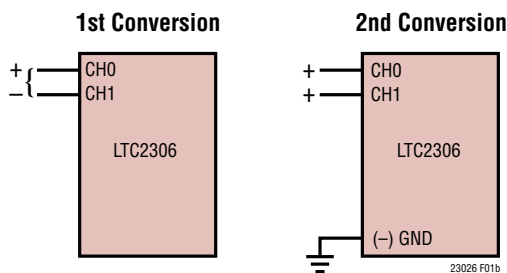 1st Conversion
+ { CH0
– CH1
LTC2306
2nd Conversion
+ CH0
+ CH1
LTC2306
(–) GND
23026 F01b